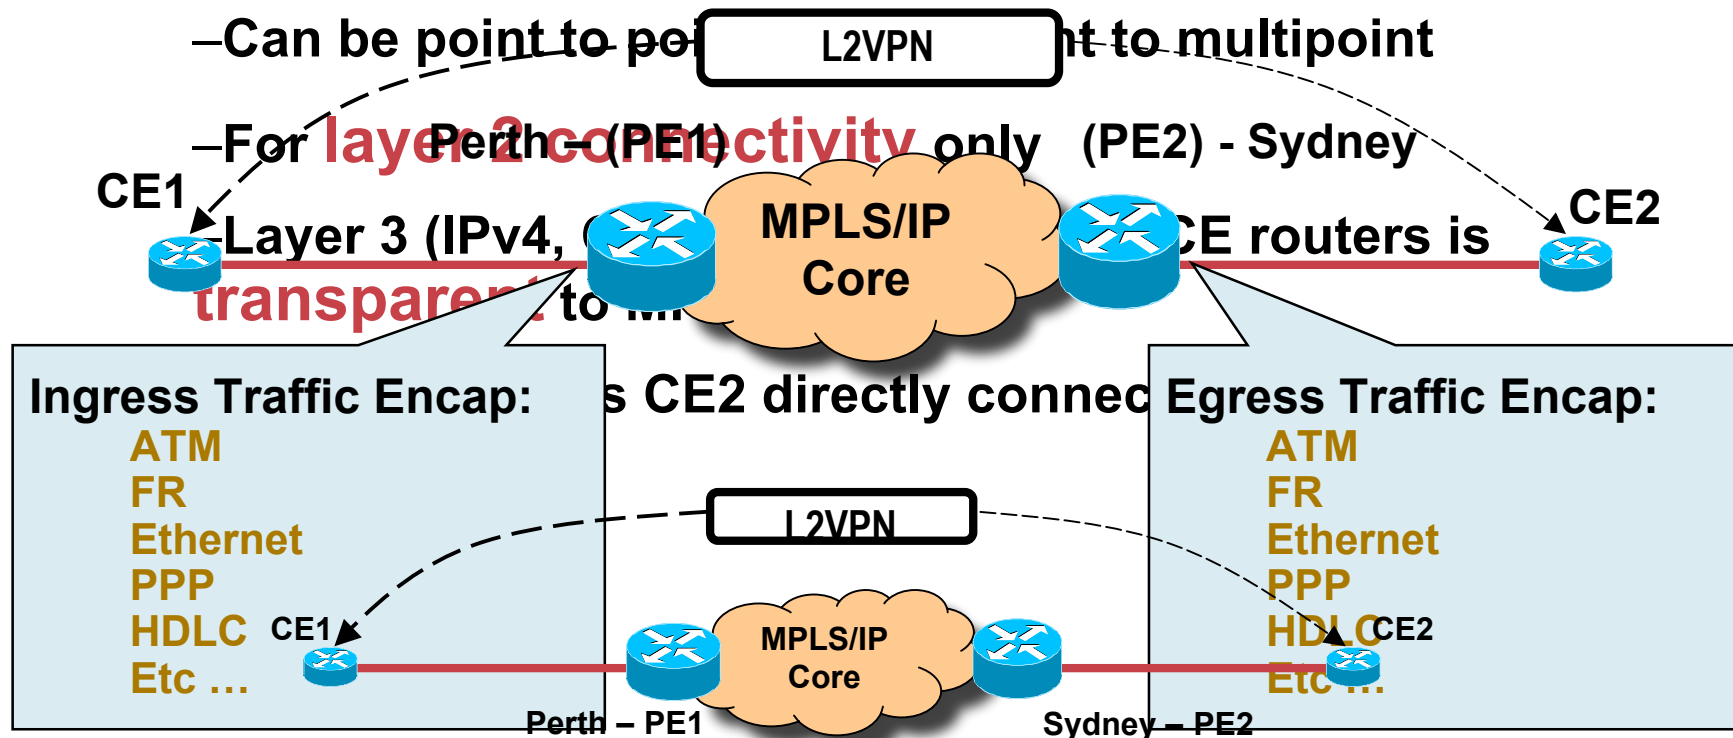 –Can be point to poi
nt to multipoint
L2VPN
–For layer 2 connectivity only
Perth – (PE1)
(PE2) - Sydney
CE1
CE2
–Layer 3 (IPv4,
CE routers is
transparent to
MPLS/IP
Core
s CE2 directly connec
Ingress Traffic Encap:
ATM
FR
Ethernet
PPP
HDLC
Etc …
Egress Traffic Encap:
ATM
FR
Ethernet
PPP
HDLC
Etc …
L2VPN
CE1
CE2
MPLS/IP
Core
Perth – PE1
Sydney – PE2